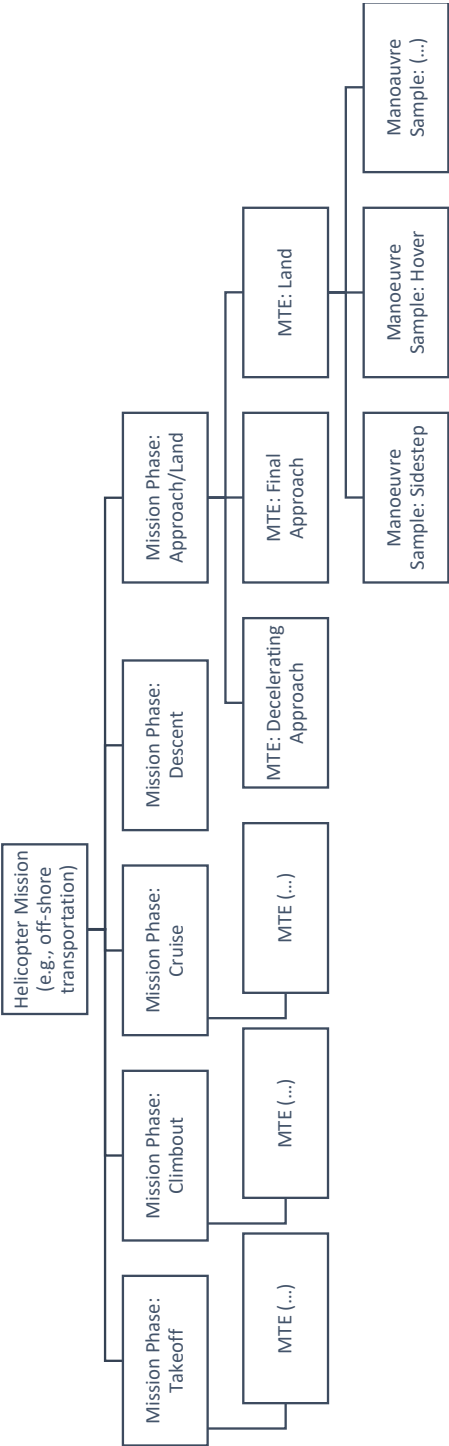 Helicopter Mission
(e.g., off-shore
transportation)
Mission Phase:
Takeoff
Mission Phase:
Climbout
Mission Phase:
Cruise
Mission Phase:
Descent
Mission Phase:
Approach/Land
MTE (...)
MTE (...)
MTE (...)
MTE: Decelerating
Approach
MTE: Final
Approach
MTE: Land
Manoeuvre
Sample: Sidestep
Manoeuvre
Sample: Hover
Manoauvre
Sample: (...)